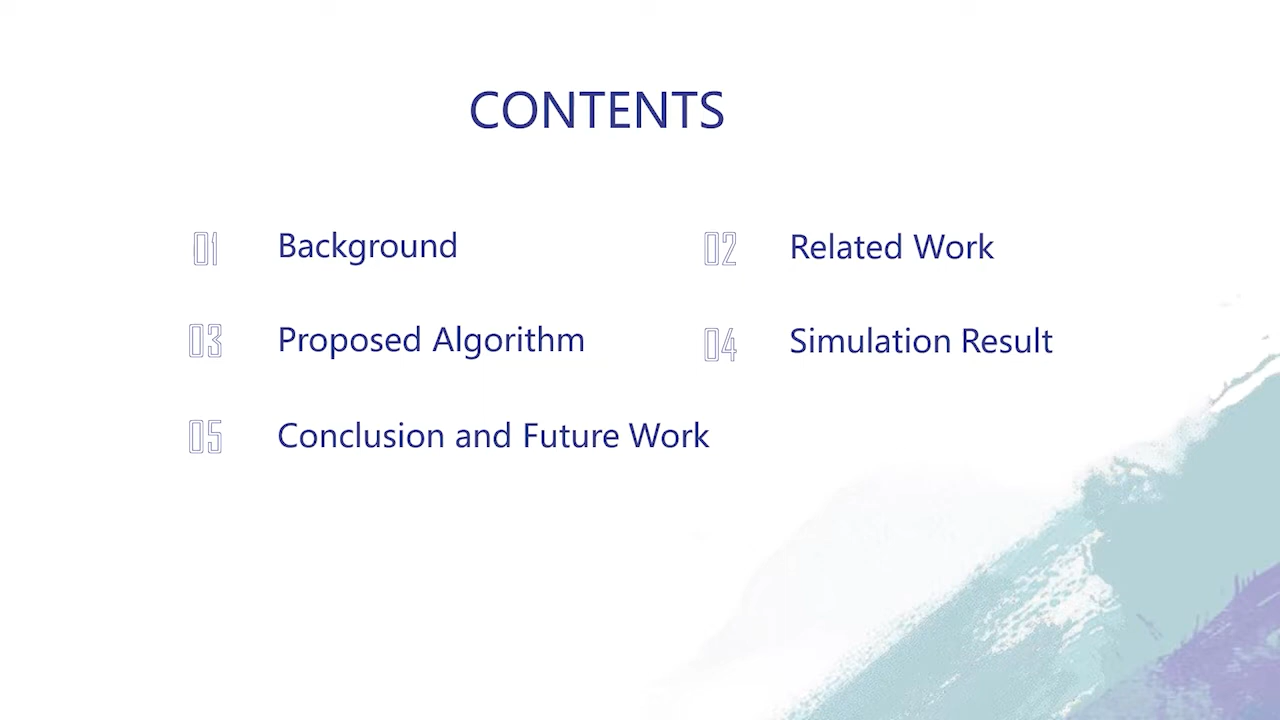 CONTENTS
01 Background
02 Related Work
03 Proposed Algorithm
04 Simulation Result
05 Conclusion and Future Work